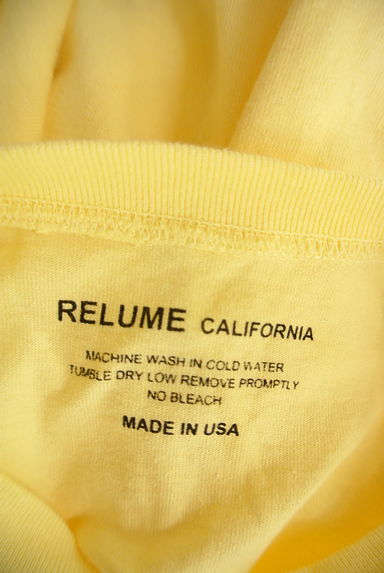 RELUME CALIFORNIA
MACHINE WASH IN COLD WATER
TUMBLE DRY LOW REMOVE PROMPTLY
NO BLEACH
MADE IN USA